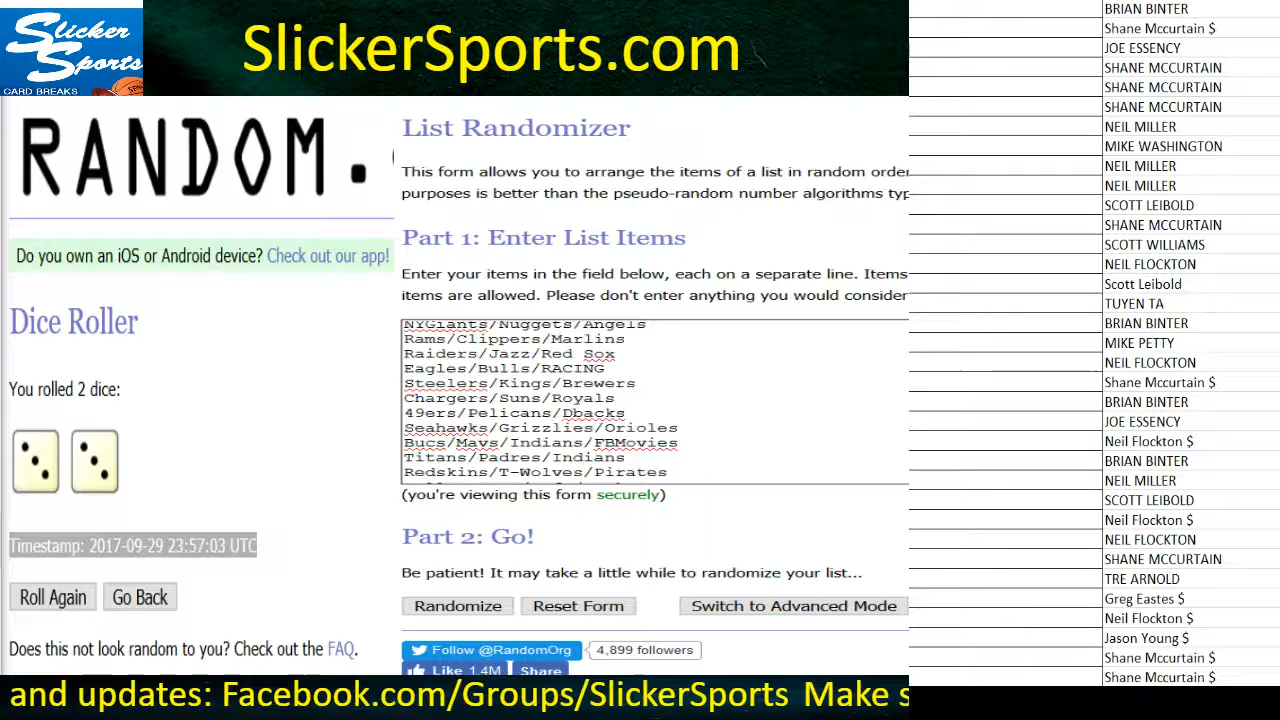 Slicker
Sports
CARD BREAKS
SlickerSports.com
RANDOM.
Do you own an iOS or Android device? Check out our app!
Dice Roller
You rolled 2 dice:
Timestamp: 2017-09-29 23:57:03 UTC
Roll Again
Go Back
Does this not look random to you? Check out the FAQ.
List Randomizer
This form allows you to arrange the items of a list in random order
purposes is better than the pseudo-random number algorithms typ
Part 1: Enter List Items
Enter your items in the field below, each on a separate line. Items
items are allowed. Please don't enter anything you would consider
NYGiants/Nuggets/Angels
Rams/Clippers/Marlins
Raiders/Jazz/Red Sox
Eagles/Bulls/RACING
Steelers/Kings/Brewers
Chargers/Suns/Royals
49ers/Pelicans/Dbacks
Seahawks/Grizzlies/Orioles
Bucs/Mavs/Indians/FBMovies
Titans/Padres/Indians
Redskins/T-Wolves/Pirates
(you're viewing this form securely)
Part 2: Go!
Be patient! It may take a little while to randomize your list...
Randomize
Reset Form
Switch to Advanced Mode
Follow @RandomOrg
4,899 followers
Like 1.4M
Share
BRIAN BINTER
Shane Mccurtain $
JOE ESSENCY
SHANE MCCURTAIN
SHANE MCCURTAIN
SHANE MCCURTAIN
NEIL MILLER
MIKE WASHINGTON
NEIL MILLER
NEIL MILLER
SCOTT LEIBOLD
SHANE MCCURTAIN
SCOTT WILLIAMS
NEIL FLOCKTON
Scott Leibold
TUYEN TA
BRIAN BINTER
MIKE PETTY
NEIL FLOCKTON
Shane Mccurtain $
BRIAN BINTER
JOE ESSENCY
Neil Flockton $
BRIAN BINTER
NEIL MILLER
SCOTT LEIBOLD
Neil Flockton $
NEIL FLOCKTON
SHANE MCCURTAIN
TRE ARNOLD
Greg Eastes $
Neil Flockton $
Jason Young $
Shane Mccurtain $
Shane Mccurtain $
and updates: Facebook.com/Groups/SlickerSports Make s